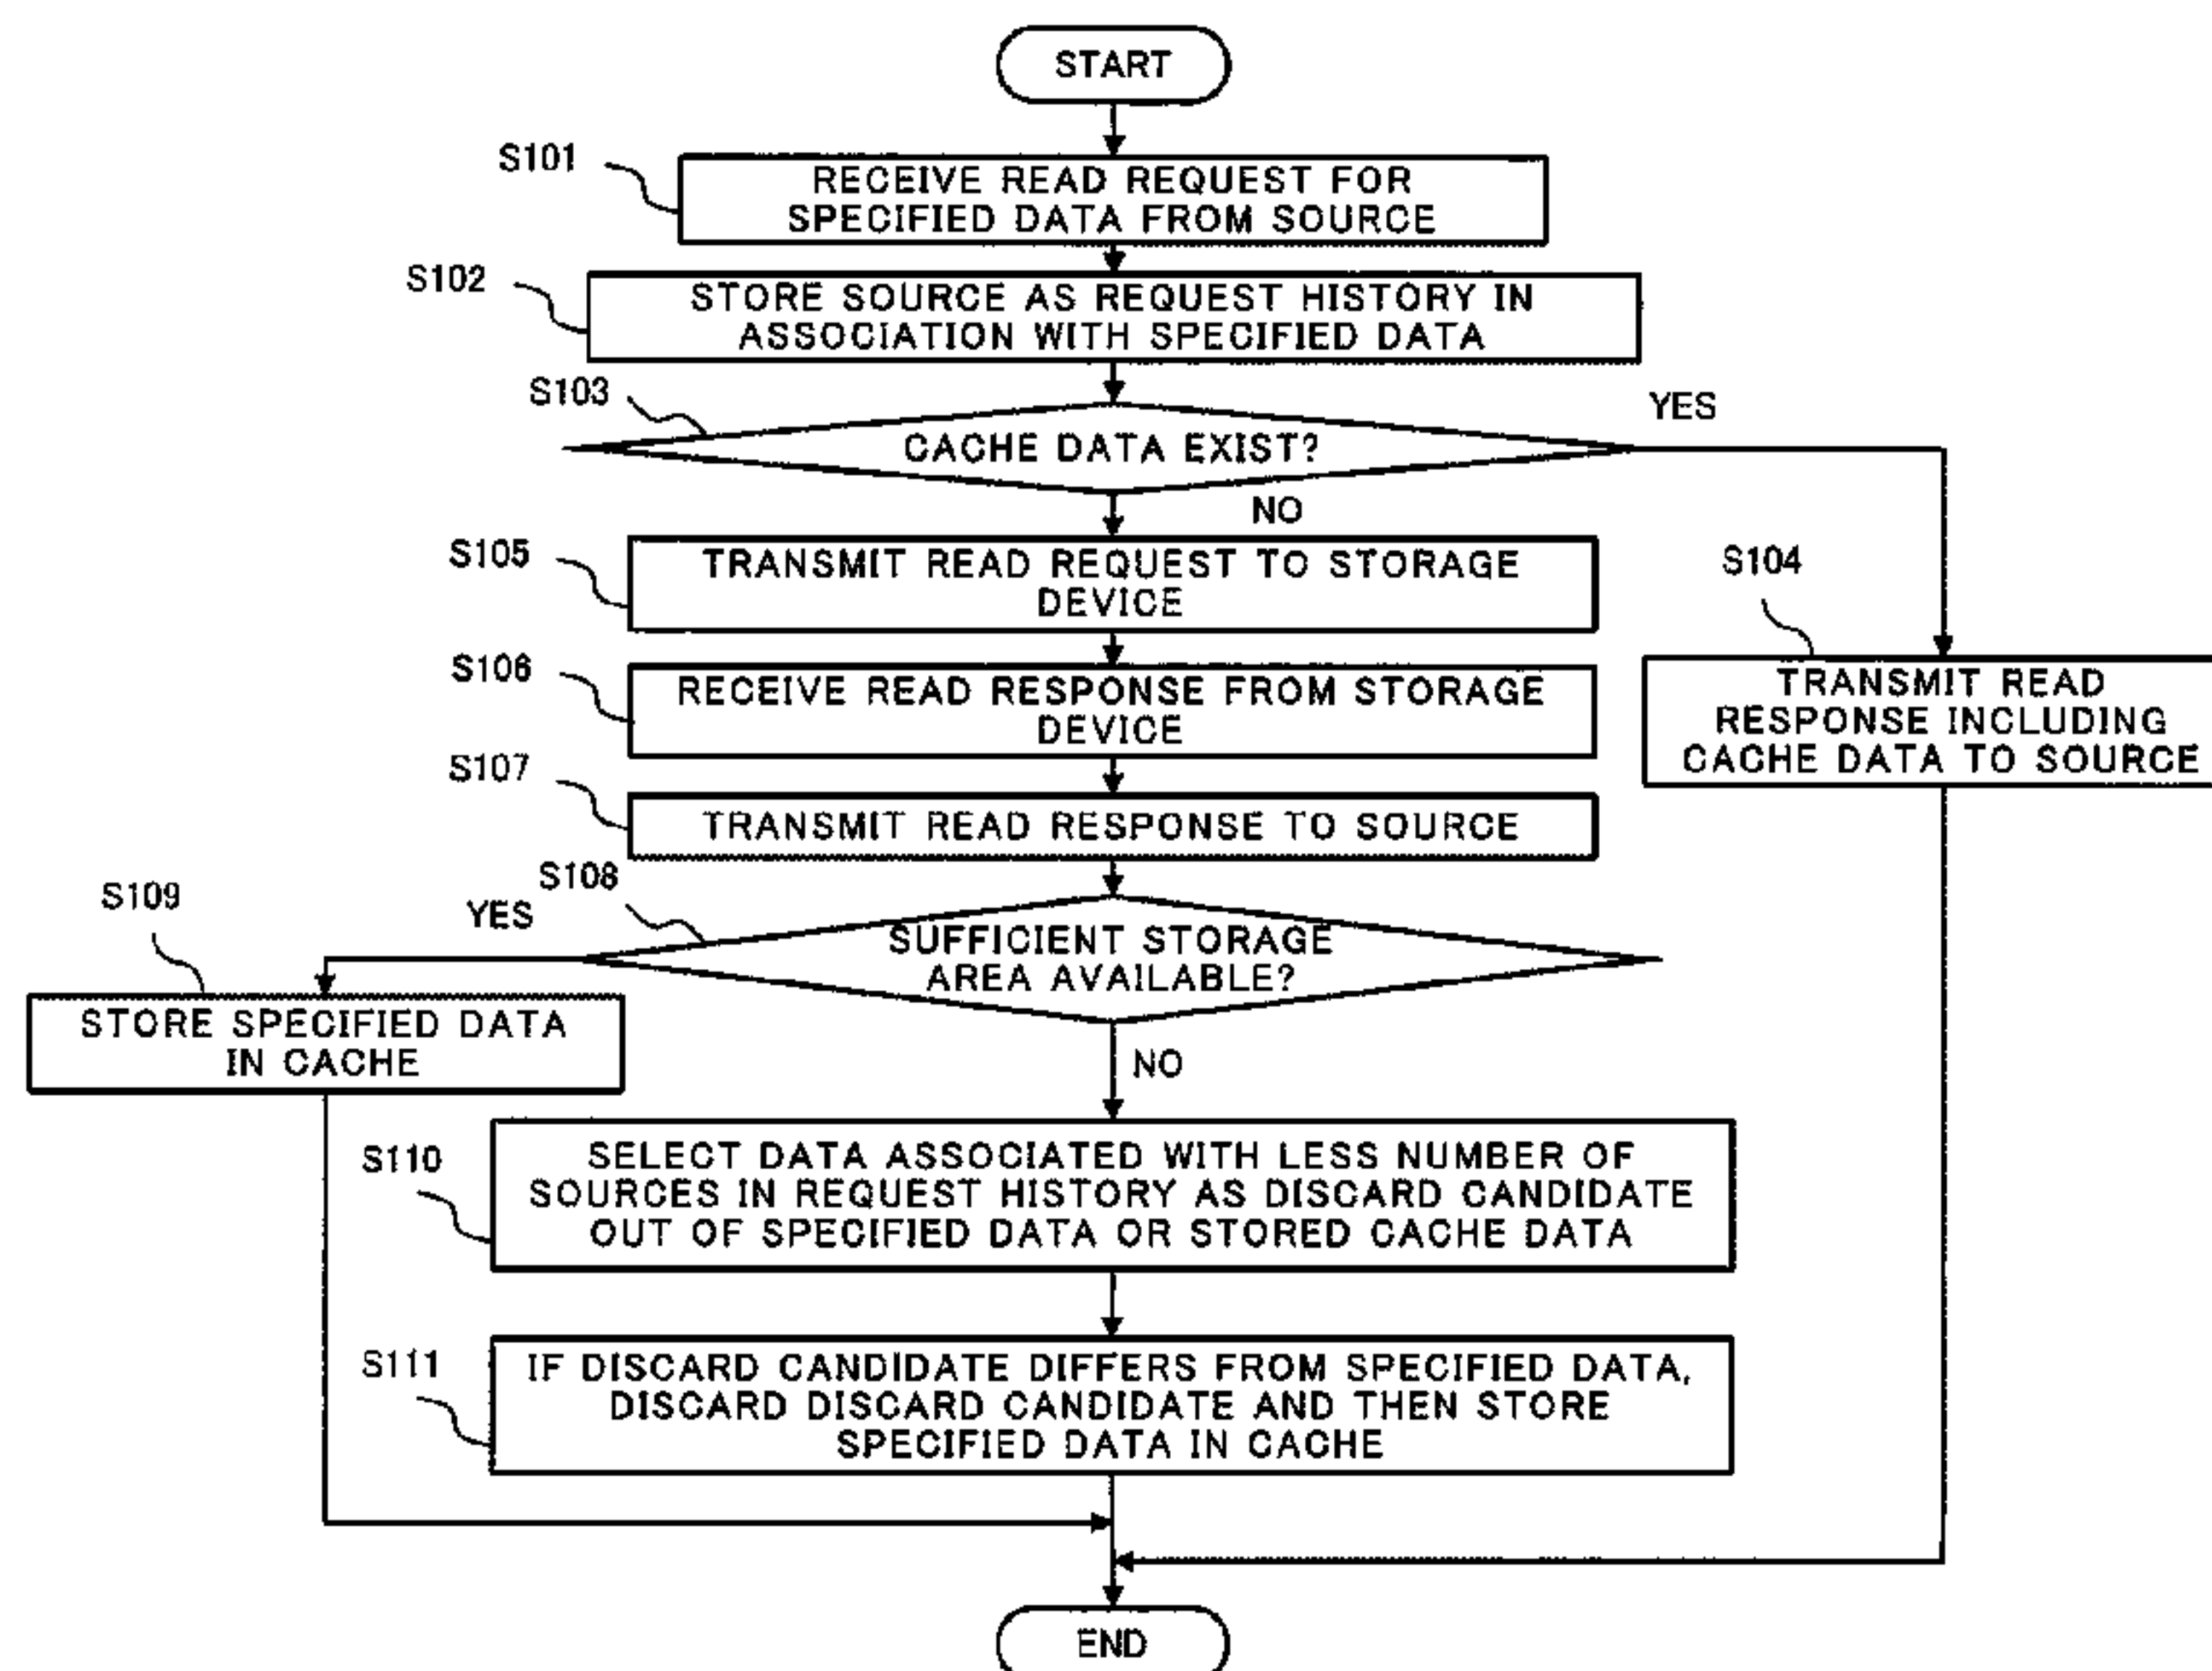 START
S101
RECEIVE READ REQUEST FOR
SPECIFIED DATA FROM SOURCE
S102
STORE SOURCE AS REQUEST HISTORY IN
ASSOCIATION WITH SPECIFIED DATA
S103
CACHE DATA EXIST?
YES
NO
S105
TRANSMIT READ REQUEST TO STORAGE
DEVICE
S104
TRANSMIT READ
RESPONSE INCLUDING
CACHE DATA TO SOURCE
S106
RECEIVE READ RESPONSE FROM STORAGE
DEVICE
S107
TRANSMIT READ RESPONSE TO SOURCE
S108
SUFFICIENT STORAGE
AREA AVAILABLE?
YES
S109
STORE SPECIFIED DATA
IN CACHE
NO
S110
SELECT DATA ASSOCIATED WITH LESS NUMBER OF
SOURCES IN REQUEST HISTORY AS DISCARD CANDIDATE
OUT OF SPECIFIED DATA OR STORED CACHE DATA
S111
IF DISCARD CANDIDATE DIFFERS FROM SPECIFIED DATA,
DISCARD DISCARD CANDIDATE AND THEN STORE
SPECIFIED DATA IN CACHE
END